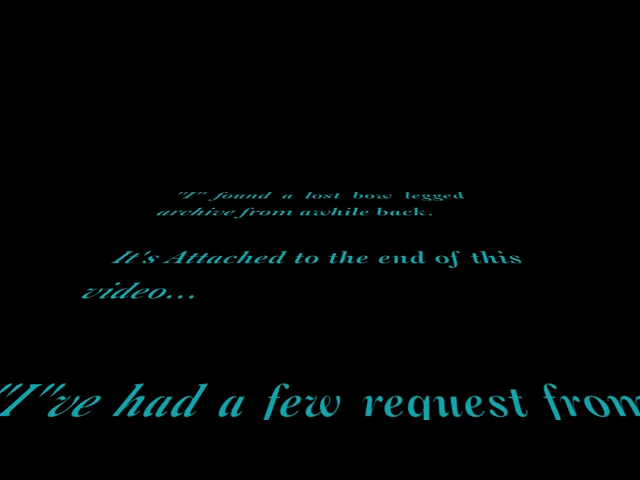 "I" found a lost bow legged
archive from awhile back.
It's Attached to the end of this
video...
"I"ve had a few request from